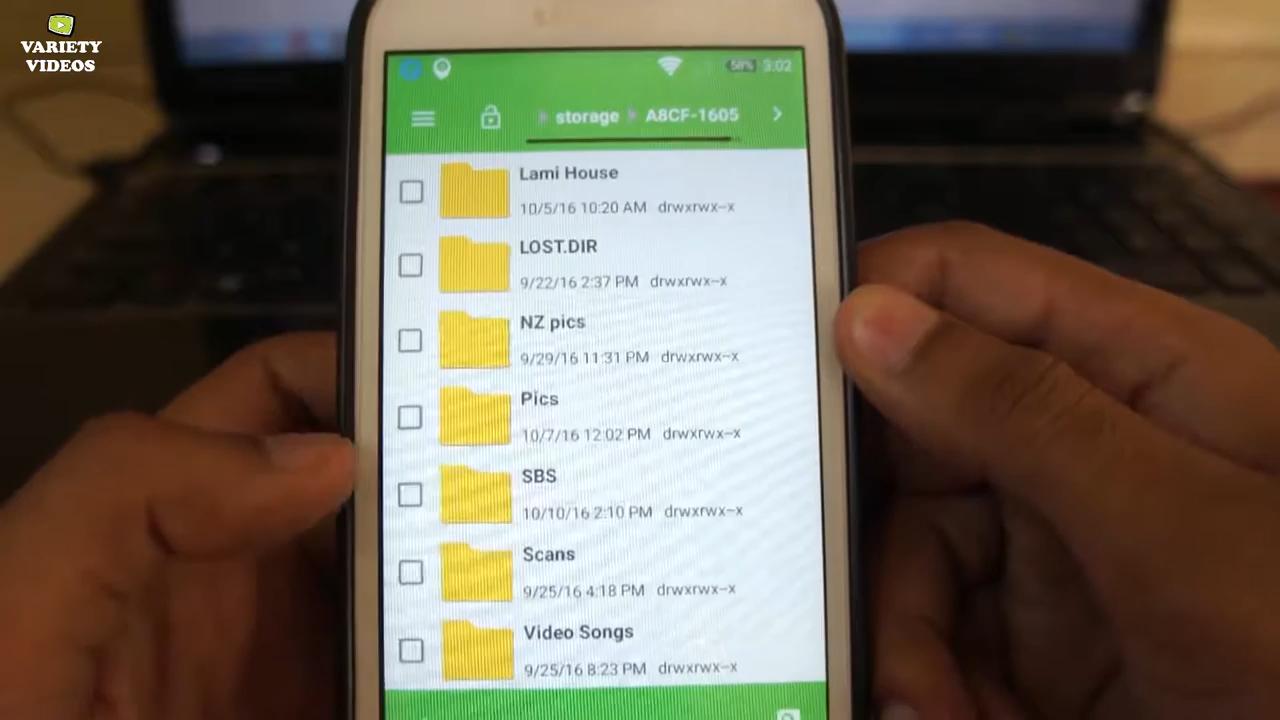 VARIETY
VIDEOS
58% 3:02
storage A8CF-1605
Lami House
10/5/16 10:20 AM drwxrwx--x
LOST.DIR
9/22/16 2:37 PM drwxrwx--x
NZ pics
9/29/16 11:31 PM drwxrwx--x
Pics
10/7/16 12:02 PM drwxrwx--x
SBS
10/10/16 2:10 PM drwxrwx--x
Scans
9/25/16 4:18 PM drwxrwx--x
Video Songs
9/25/16 8:23 PM drwxrwx--x